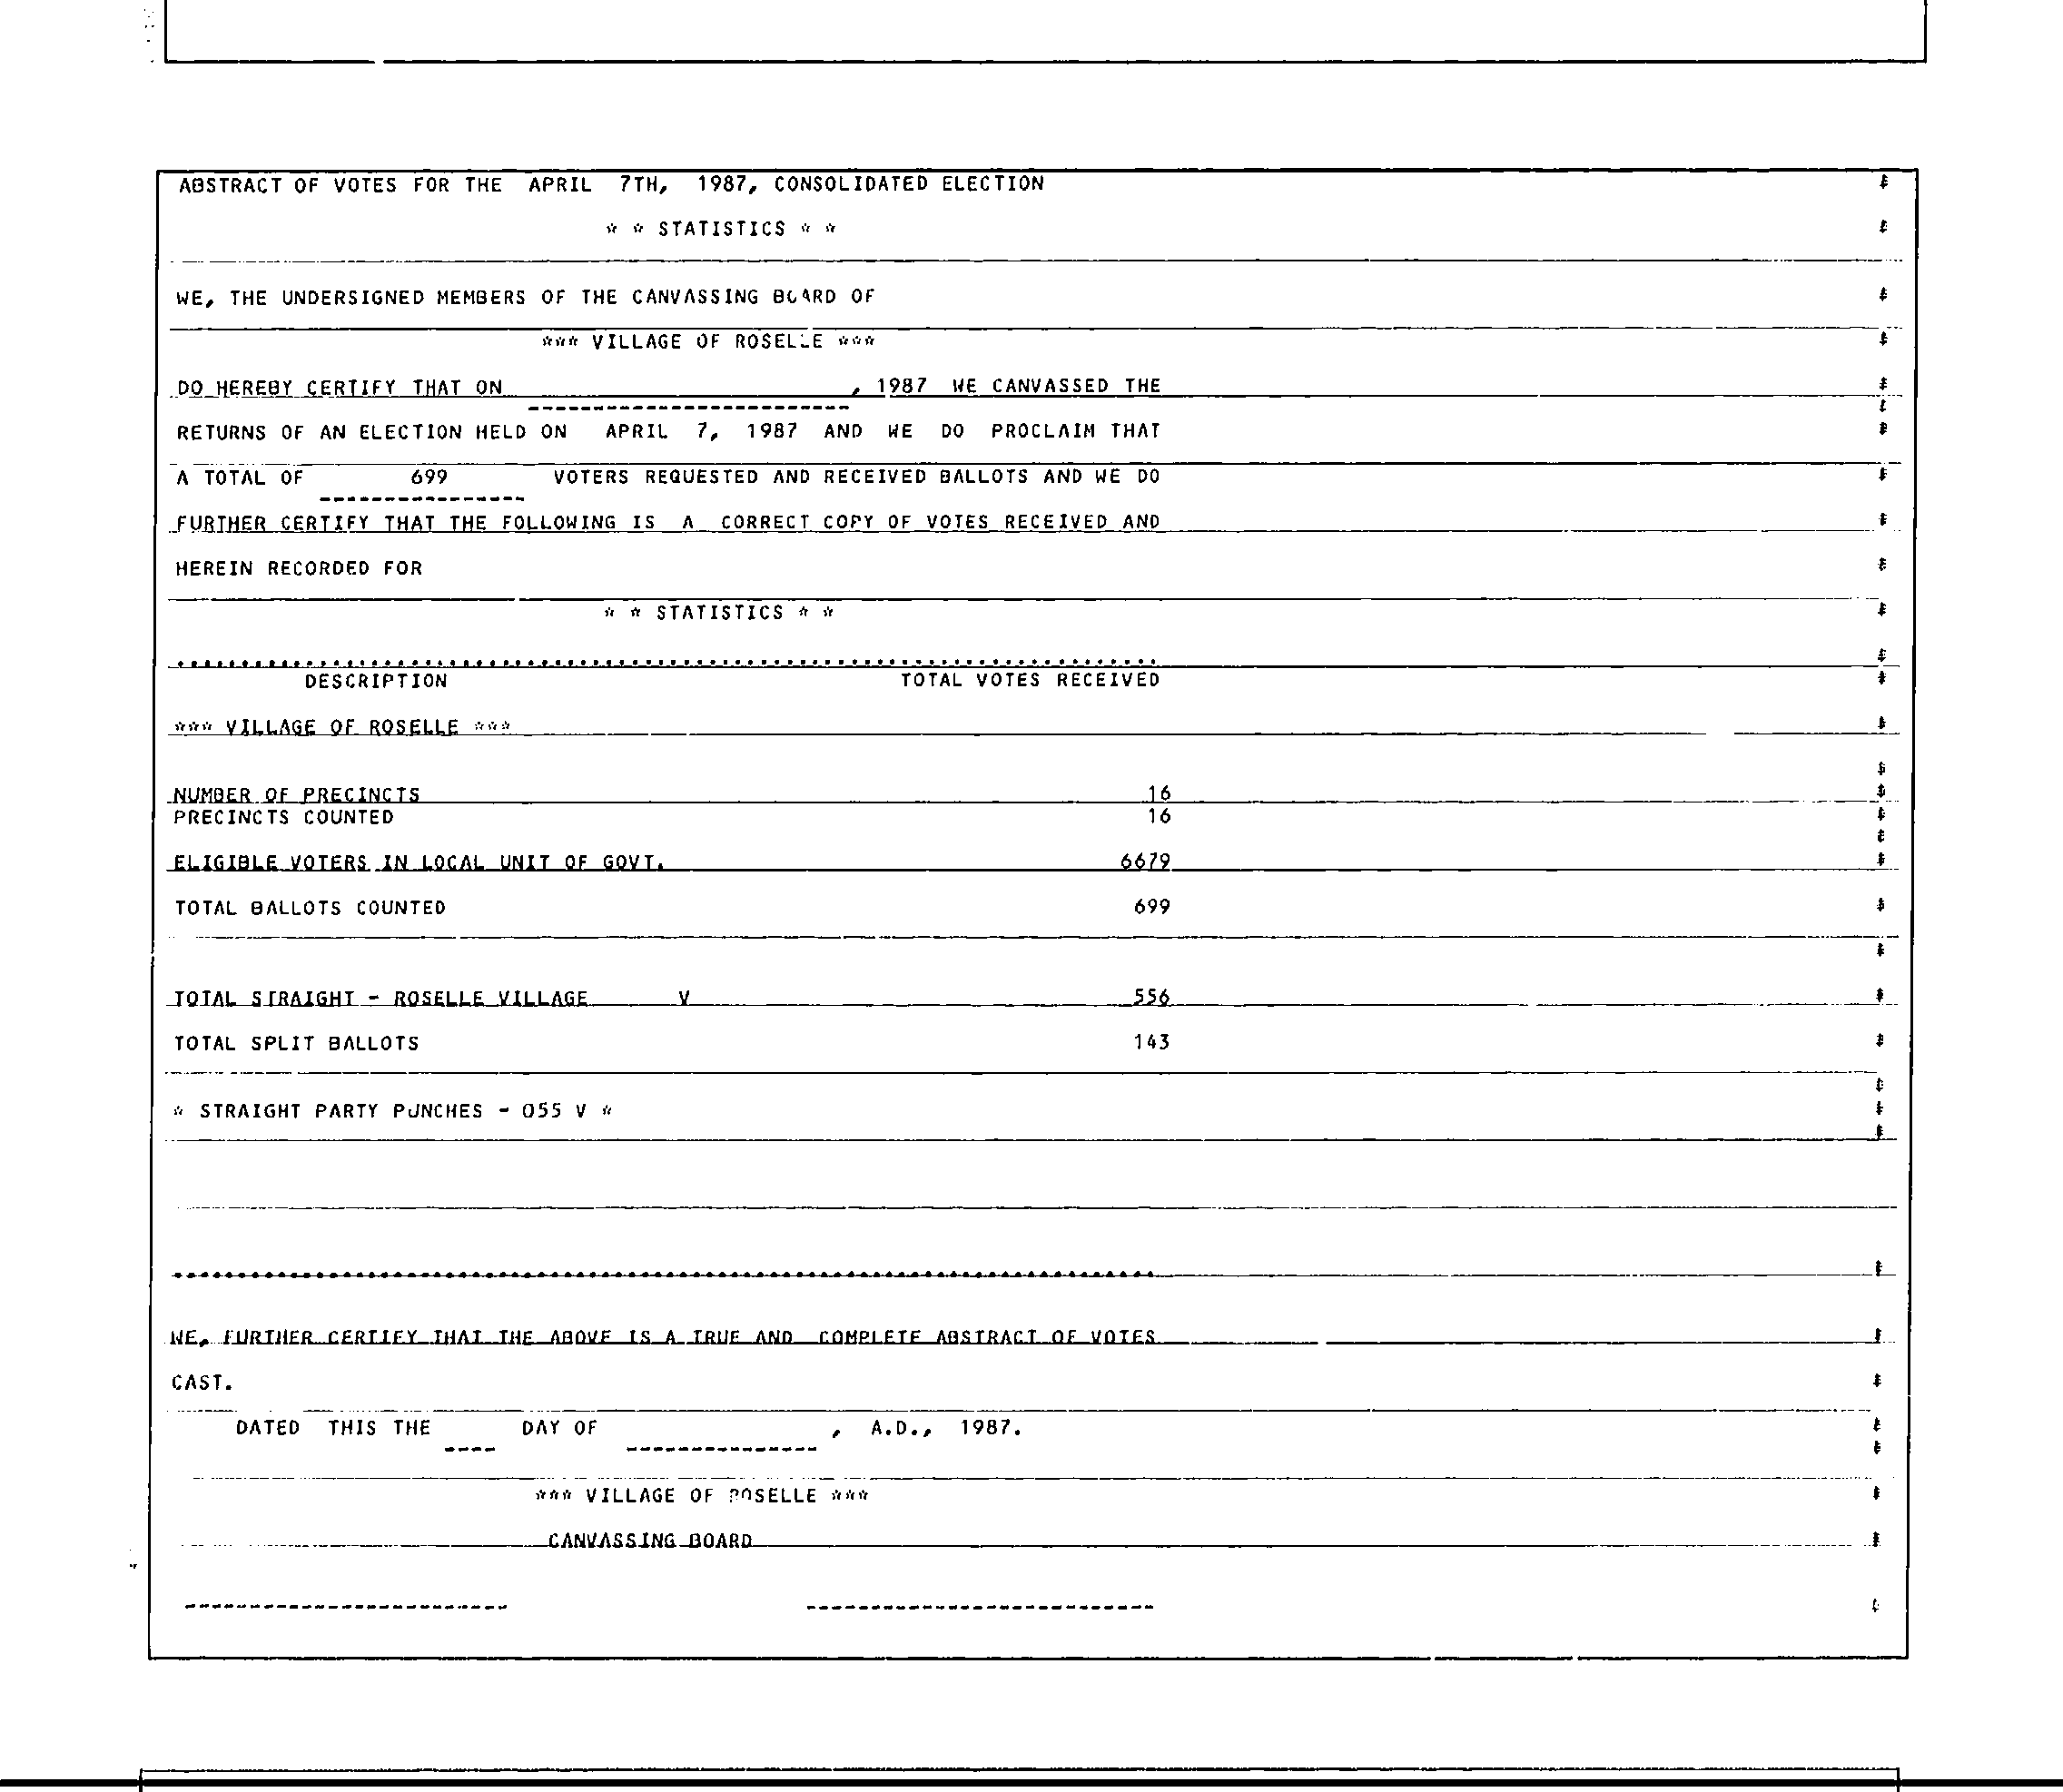 ABSTRACT OF VOTES FOR THE APRIL 7TH, 1987, CONSOLIDATED ELECTION
* * STATISTICS * *
WE, THE UNDERSIGNED MEMBERS OF THE CANVASSING BOARD OF
*** VILLAGE OF ROSELLE ***
DO HEREBY CERTIFY THAT ON , 1987 WE CANVASSED THE
RETURNS OF AN ELECTION HELD ON APRIL 7, 1987 AND WE DO PROCLAIM THAT
A TOTAL OF 699 VOTERS REQUESTED AND RECEIVED BALLOTS AND WE DO
FURTHER CERTIFY THAT THE FOLLOWING IS A CORRECT COPY OF VOTES RECEIVED AND
HEREIN RECORDED FOR
* * STATISTICS * *
DESCRIPTION TOTAL VOTES RECEIVED
*** VILLAGE OF ROSELLE ***
NUMBER OF PRECINCTS 16
PRECINCTS COUNTED 16
ELIGIBLE VOTERS IN LOCAL UNIT OF GOVT. 6679
TOTAL BALLOTS COUNTED 699
TOTAL STRAIGHT - ROSELLE VILLAGE V 556
TOTAL SPLIT BALLOTS 143
* STRAIGHT PARTY PUNCHES - 055 V *
WE, FURTHER CERTIFY THAT THE ABOVE IS A TRUE AND COMPLETE ABSTRACT OF VOTES
CAST.
DATED THIS THE ---- DAY OF --------------- , A.D., 1987.
*** VILLAGE OF ROSELLE ***
CANVASSING BOARD